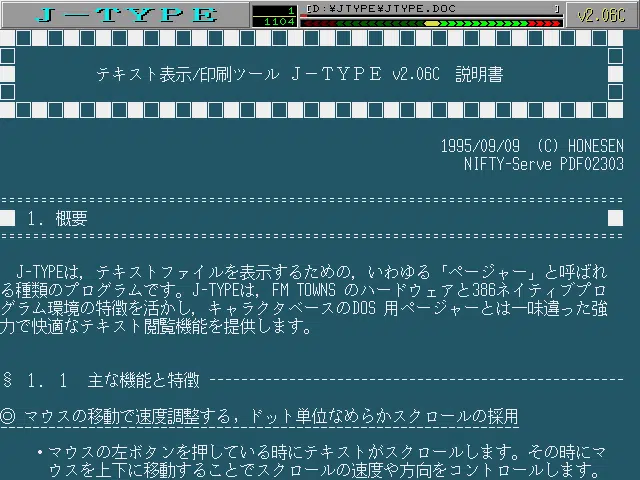 J-TYPE
1
1104
[D:¥JTYPE¥JTYPE.DOC ]
v2.06C
テキスト表示/印刷ツール J-TYPE v2.06C 説明書
1995/09/09 (C) HONESEN
NIFTY-Serve PDF02303
1. 概要
J-TYPEは, テキストファイルを表示するための, いわゆる「ページャー」と呼ばれ
る種類のプログラムです。J-TYPEは, FM TOWNS のハードウェアと386ネイティブプロ
グラム環境の特徴を活かし, キャラクタベースのDOS 用ページャーとは一味違った強
力で快適なテキスト閲覧機能を提供します。
§ 1. 1 主な機能と特徴
◎ マウスの移動で速度調整する, ドット単位なめらかスクロールの採用
・マウスの左ボタンを押している時にテキストがスクロールします。その時にマ
ウスを上下に移動することでスクロールの速度や方向をコントロールします。